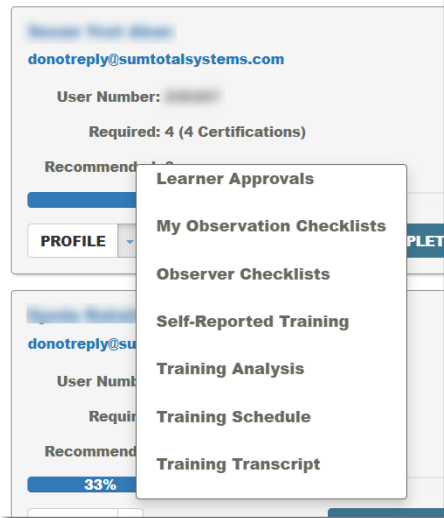 donotreply@sumtotalsystems.com
User Number:
Required: 4 (4 Certifications)
Recommend
Learner Approvals
My Observation Checklists
PROFILE
PLET
Observer Checklists
Self-Reported Training
donotreply@su
Training Analysis
User Numb
Training Schedule
Requir
Recommend
Training Transcript
33%